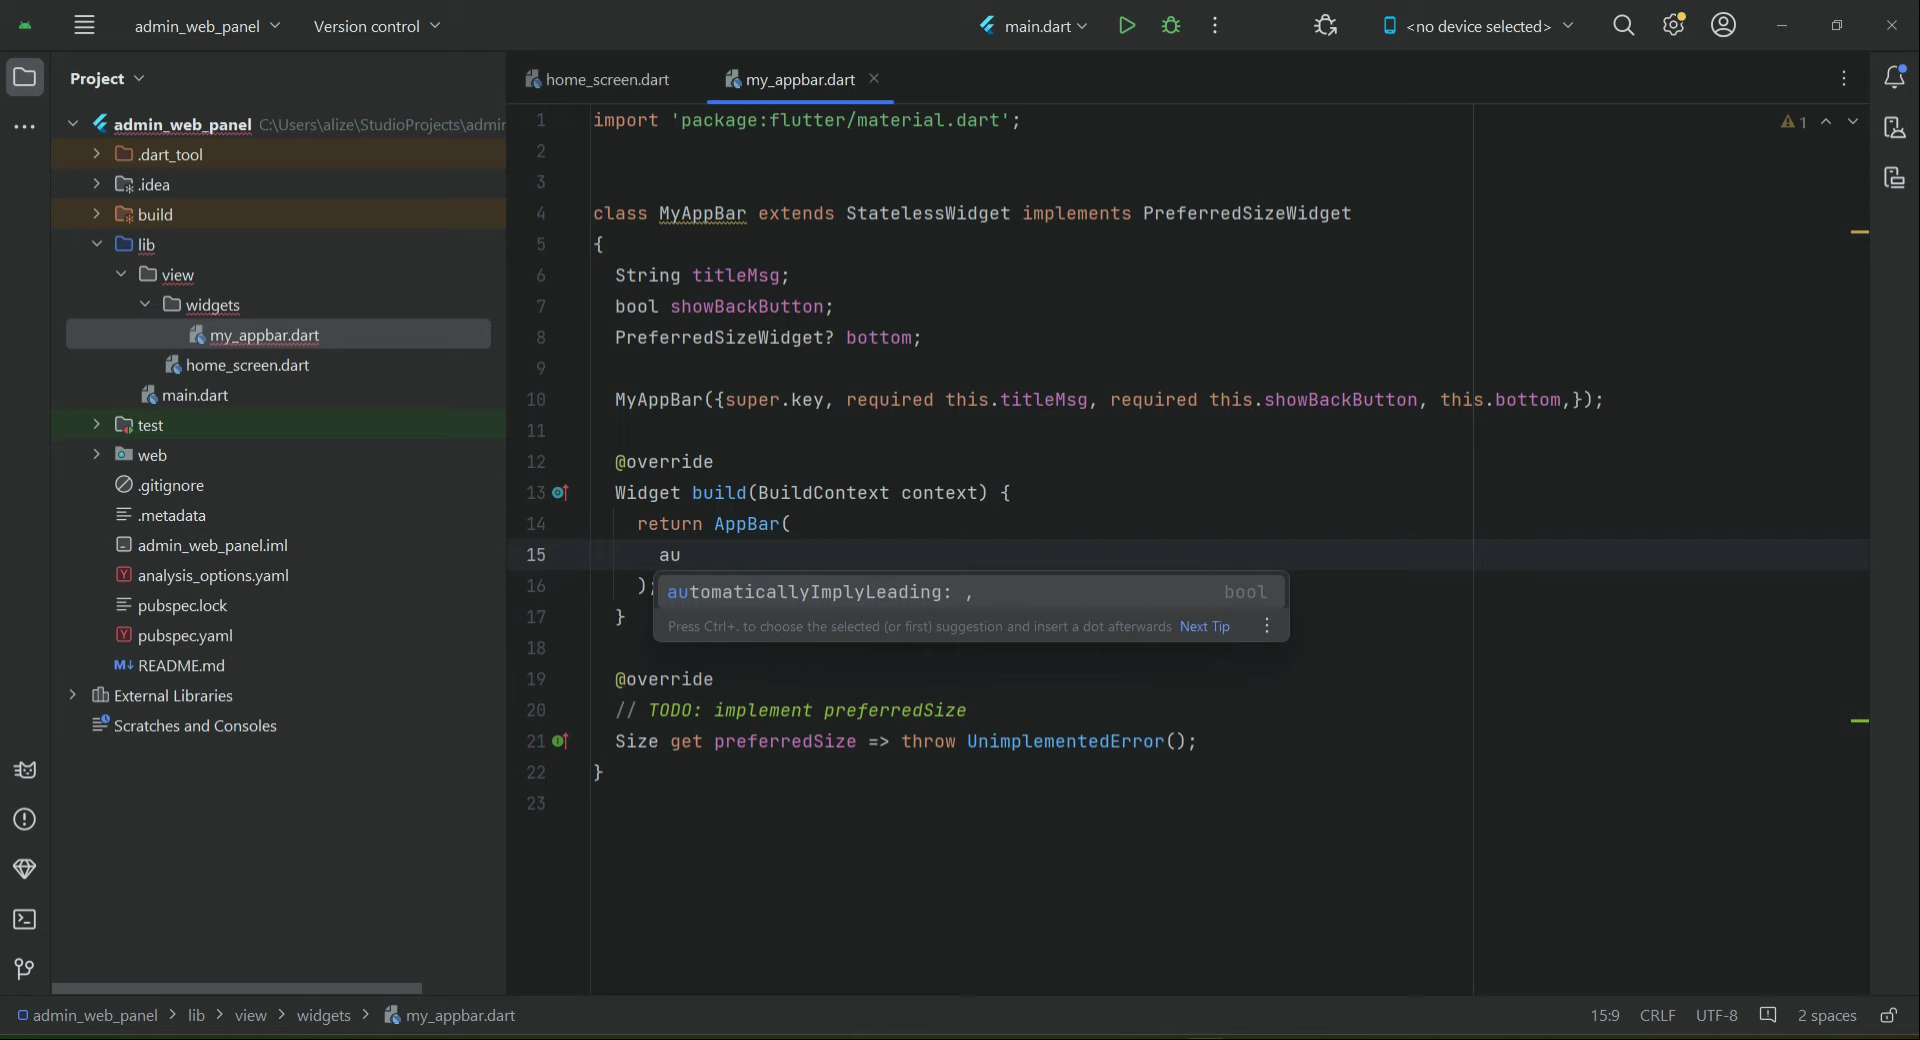 admin_web_panel
Version control
main.dart
<no device selected>
Project
home_screen.dart
my_appbar.dart
admin_web_panel C:\Users\alize\StudioProjects\admir
.dart_tool
.idea
build
lib
view
widgets
my_appbar.dart
home_screen.dart
main.dart
test
web
.gitignore
.metadata
admin_web_panel.iml
analysis_options.yaml
pubspec.lock
pubspec.yaml
M↓ README.md
External Libraries
Scratches and Consoles
1 import 'package:flutter/material.dart';
2
3
4 class MyAppBar extends StatelessWidget implements PreferredSizeWidget
5 {
6 String titleMsg;
7 bool showBackButton;
8 PreferredSizeWidget? bottom;
9
10 MyAppBar({super.key, required this.titleMsg, required this.showBackButton, this.bottom,});
11
12 @override
13 Widget build(BuildContext context) {
14 return AppBar(
15 au
16 );
automaticallyImplyLeading: , bool
17 }
Press Ctrl+. to choose the selected (or first) suggestion and insert a dot afterwards Next Tip
18
19 @override
20 // TODO: implement preferredSize
21 Size get preferredSize => throw UnimplementedError();
22 }
23
1
admin_web_panel > lib > view > widgets > my_appbar.dart
15:9 CRLF UTF-8 2 spaces